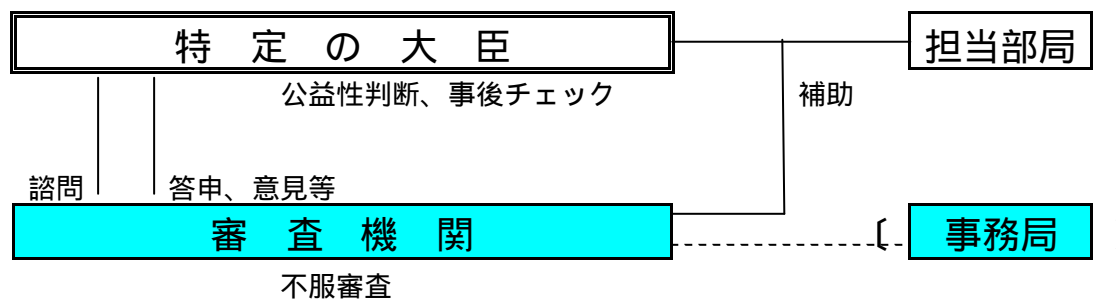 特定の大臣
担当部局
公益性判断、事後チェック
補助
諮問
答申、意見等
審査機関
〔
事務局
不服審査